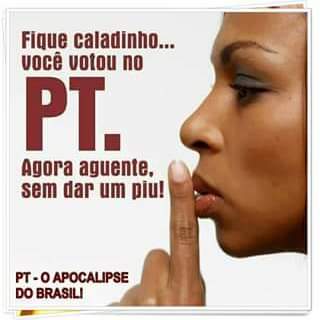 Fique caladinho...
você votou no
PT.
Agora aguente,
sem dar um piu!
PT - O APOCALIPSE
DO BRASIL!